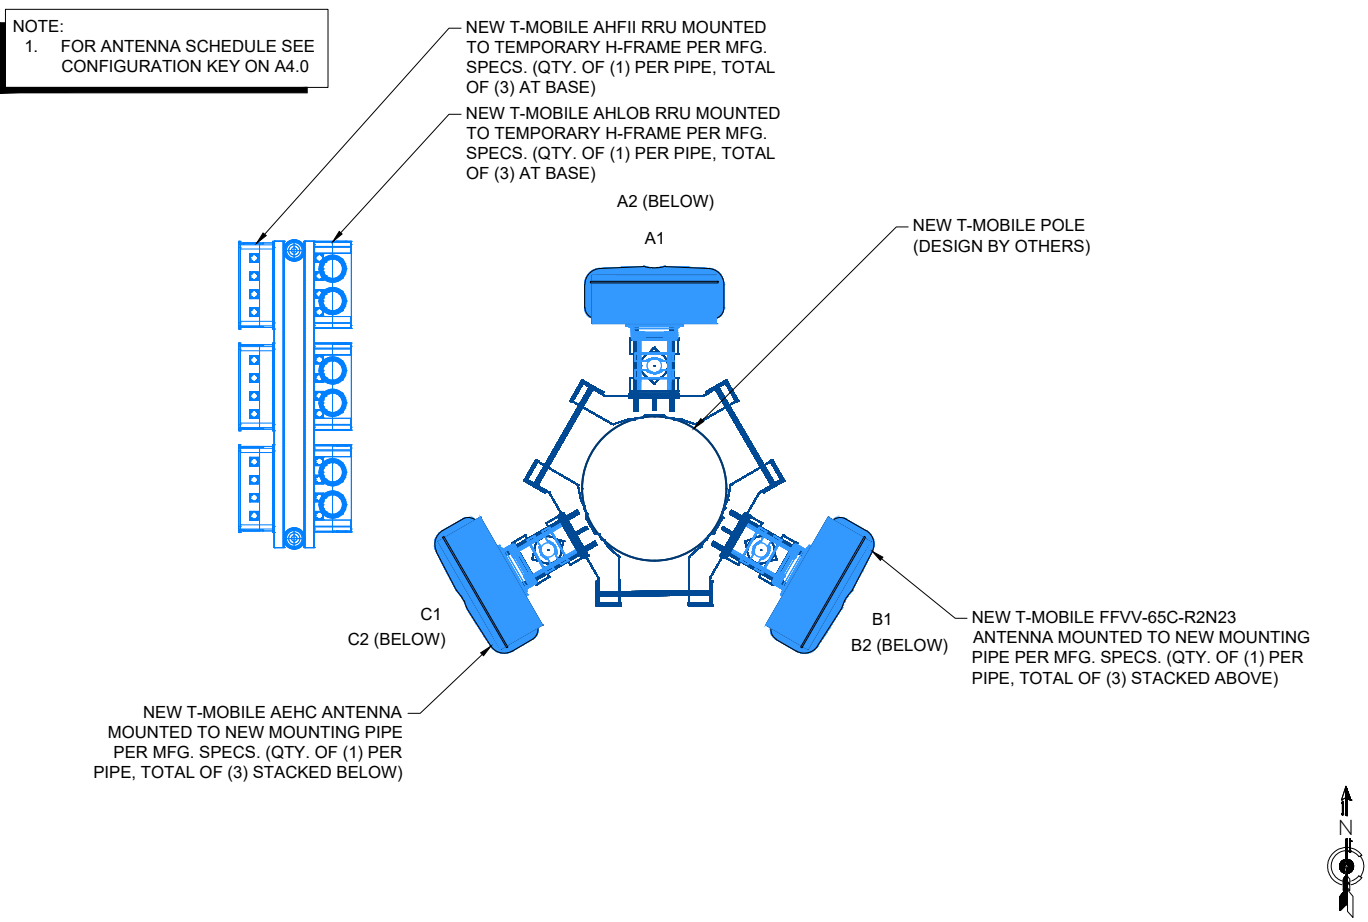 NOTE:
1. FOR ANTENNA SCHEDULE SEE
CONFIGURATION KEY ON A4.0
NEW T-MOBILE AHFII RRU MOUNTED
TO TEMPORARY H-FRAME PER MFG.
SPECS. (QTY. OF (1) PER PIPE, TOTAL
OF (3) AT BASE)
NEW T-MOBILE AHLOB RRU MOUNTED
TO TEMPORARY H-FRAME PER MFG.
SPECS. (QTY. OF (1) PER PIPE, TOTAL
OF (3) AT BASE)
A2 (BELOW)
A1
NEW T-MOBILE POLE
(DESIGN BY OTHERS)
C1
C2 (BELOW)
B1
B2 (BELOW)
NEW T-MOBILE FFVV-65C-R2N23
ANTENNA MOUNTED TO NEW MOUNTING
PIPE PER MFG. SPECS. (QTY. OF (1) PER
PIPE, TOTAL OF (3) STACKED ABOVE)
NEW T-MOBILE AEHC ANTENNA
MOUNTED TO NEW MOUNTING PIPE
PER MFG. SPECS. (QTY. OF (1) PER
PIPE, TOTAL OF (3) STACKED BELOW)
N